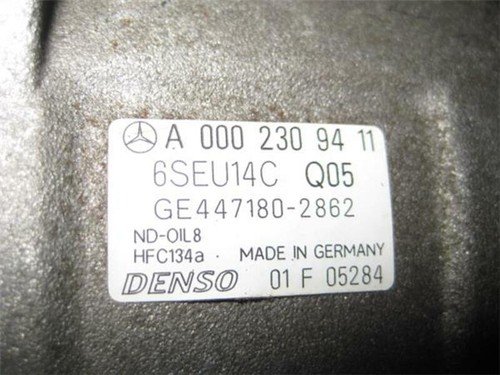 A 000 230 94 11
6SEU14C Q05
GE447180-2862
ND-OIL8
HFC134a . MADE IN GERMANY
DENSO 01 F 05284